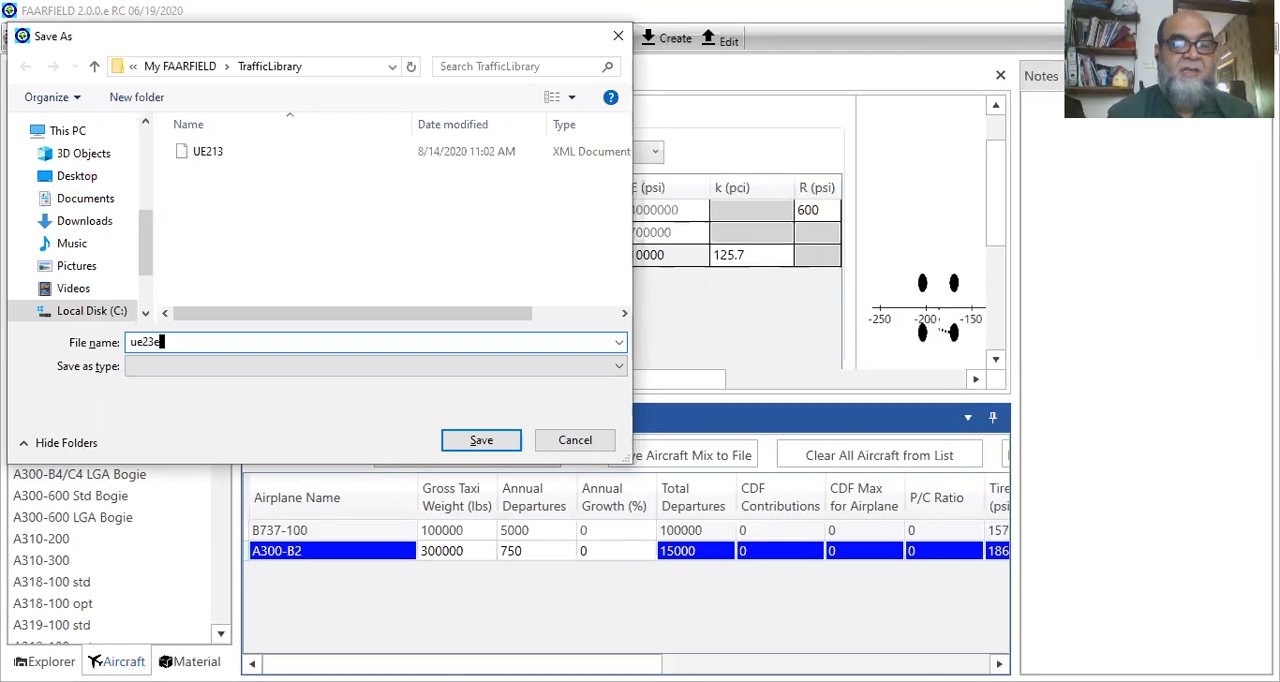 FAARFIELD 2.0.0.e RC 06/19/2020
Save As
Create
Edit
« My FAARFIELD > TrafficLibrary
Search TrafficLibrary
Notes
Organize
New folder
This PC
3D Objects
Desktop
Documents
Downloads
Music
Pictures
Videos
Local Disk (C:)
Name Date modified Type
UE213 8/14/2020 11:02 AM XML Document
(psi) k (pci) R (psi)
4000000 600
700000
10000 125.7
-250 -200 -150
File name: ue23e
Save as type:
Hide Folders
Save
Cancel
ve Aircraft Mix to File
Clear All Aircraft from List
A300-B4/C4 LGA Bogie
A300-600 Std Bogie
A300-600 LGA Bogie
A310-200
A310-300
A318-100 std
A318-100 opt
A319-100 std
Airplane Name
Gross Taxi Weight (lbs)
Annual Departures
Annual Growth (%)
Total Departures
CDF Contributions
CDF Max for Airplane
P/C Ratio
Tire (psi
B737-100 100000 5000 0 100000 0 0 0 157
A300-B2 300000 750 0 15000 0 0 0 186
Explorer
Aircraft
Material